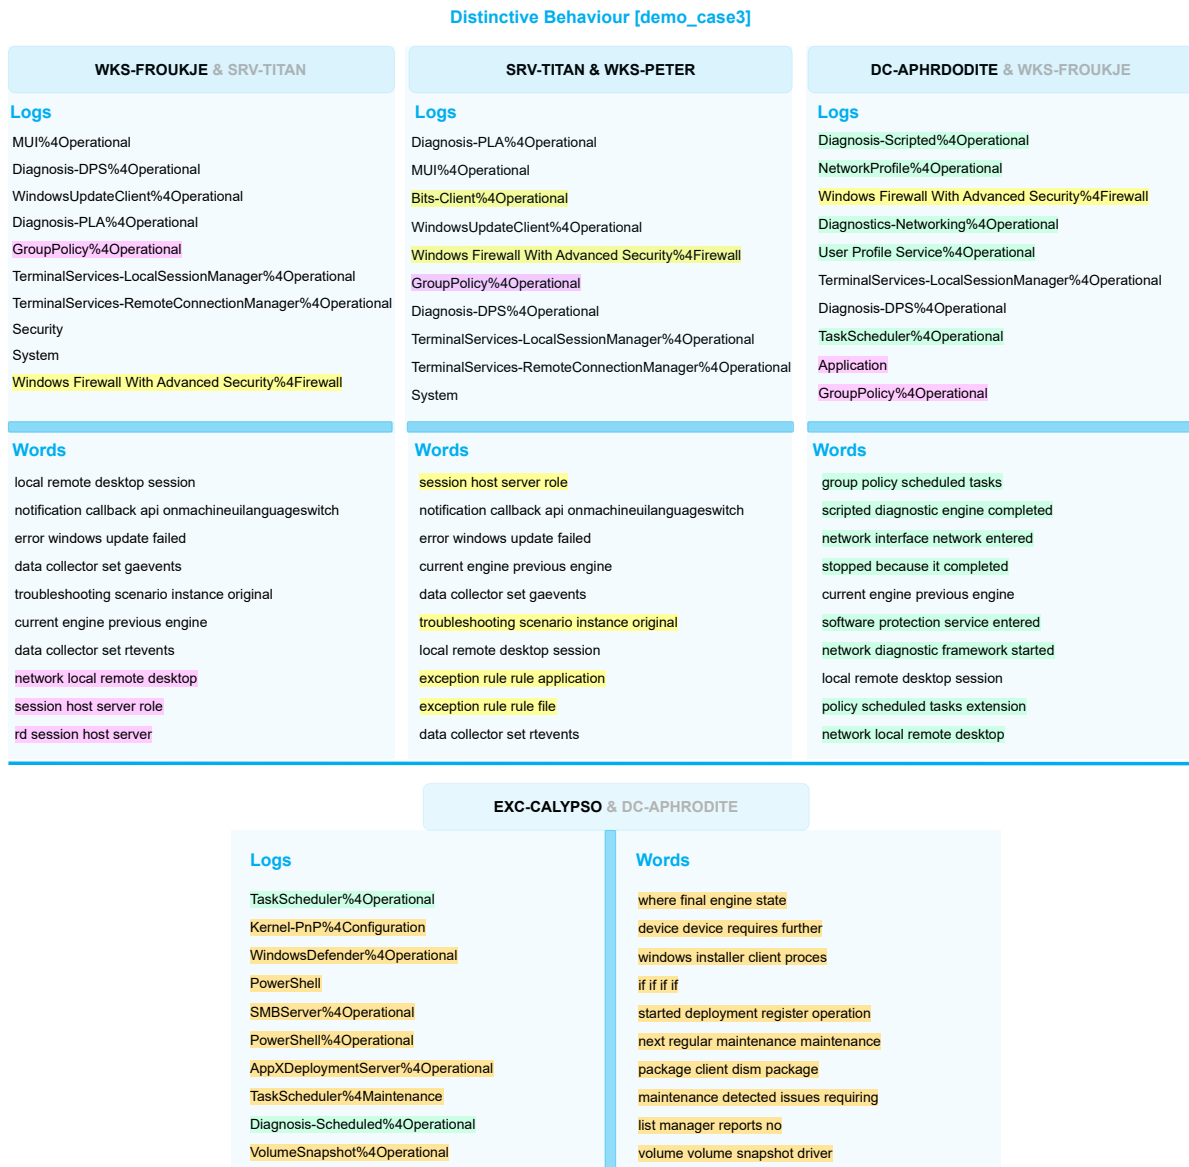 Distinctive Behaviour [demo_case3]
WKS-FROUKJE & SRV-TITAN
Logs
MUI%4Operational
Diagnosis-DPS%4Operational
WindowsUpdateClient%4Operational
Diagnosis-PLA%4Operational
GroupPolicy%4Operational
TerminalServices-LocalSessionManager%4Operational
TerminalServices-RemoteConnectionManager%4Operational
Security
System
Windows Firewall With Advanced Security%4Firewall
Words
local remote desktop session
notification callback api onmachineuilanguageswitch
error windows update failed
data collector set gaevents
troubleshooting scenario instance original
current engine previous engine
data collector set rtevents
network local remote desktop
session host server role
rd session host server
SRV-TITAN & WKS-PETER
Logs
Diagnosis-PLA%4Operational
MUI%4Operational
Bits-Client%4Operational
WindowsUpdateClient%4Operational
Windows Firewall With Advanced Security%4Firewall
GroupPolicy%4Operational
Diagnosis-DPS%4Operational
TerminalServices-LocalSessionManager%4Operational
TerminalServices-RemoteConnectionManager%4Operational
System
Words
session host server role
notification callback api onmachineuilanguageswitch
error windows update failed
current engine previous engine
data collector set gaevents
troubleshooting scenario instance original
local remote desktop session
exception rule rule application
exception rule rule file
data collector set rtevents
DC-APHRDODITE & WKS-FROUKJE
Logs
Diagnosis-Scripted%4Operational
NetworkProfile%4Operational
Windows Firewall With Advanced Security%4Firewall
Diagnostics-Networking%4Operational
User Profile Service%4Operational
TerminalServices-LocalSessionManager%4Operational
Diagnosis-DPS%4Operational
TaskScheduler%4Operational
Application
GroupPolicy%4Operational
Words
group policy scheduled tasks
scripted diagnostic engine completed
network interface network entered
stopped because it completed
current engine previous engine
software protection service entered
network diagnostic framework started
local remote desktop session
policy scheduled tasks extension
network local remote desktop
EXC-CALYPSO & DC-APHRODITE
Logs
TaskScheduler%4Operational
Kernel-PnP%4Configuration
WindowsDefender%4Operational
PowerShell
SMBServer%4Operational
PowerShell%4Operational
AppXDeploymentServer%4Operational
TaskScheduler%4Maintenance
Diagnosis-Scheduled%4Operational
VolumeSnapshot%4Operational
Words
where final engine state
device device requires further
windows installer client proces
if if if if
started deployment register operation
next regular maintenance maintenance
package client dism package
maintenance detected issues requiring
list manager reports no
volume volume snapshot driver